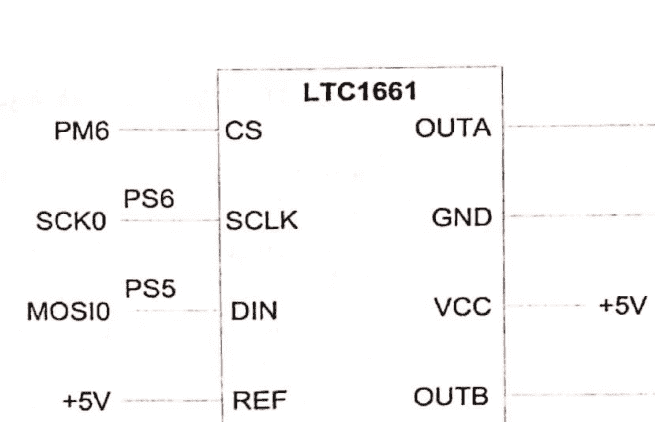 LTC1661
PM6 CS OUTA
PS6
SCK0 SCLK GND
PS5
MOSI0 DIN VCC +5V
+5V REF OUTB